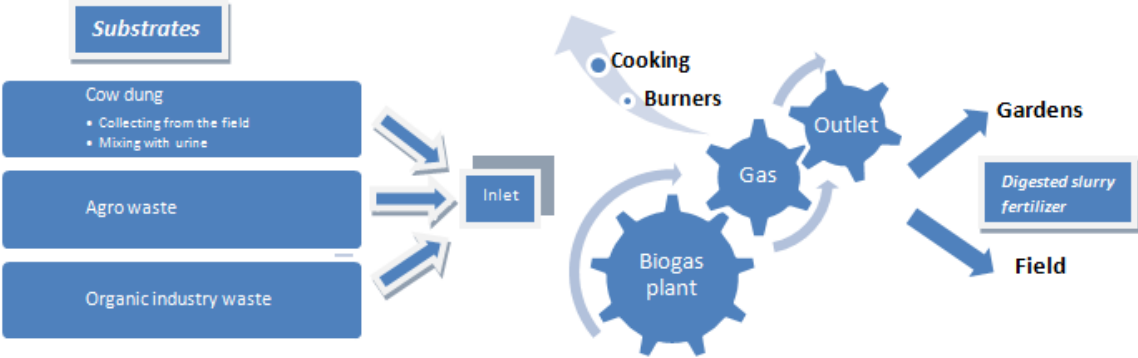 Substrates
Cow dung
• Collecting from the field
• Mixing with urine
Agro waste
Organic industry waste
Inlet
Cooking
Burners
Biogas
plant
Gas
Outlet
Gardens
Digested slurry
fertilizer
Field